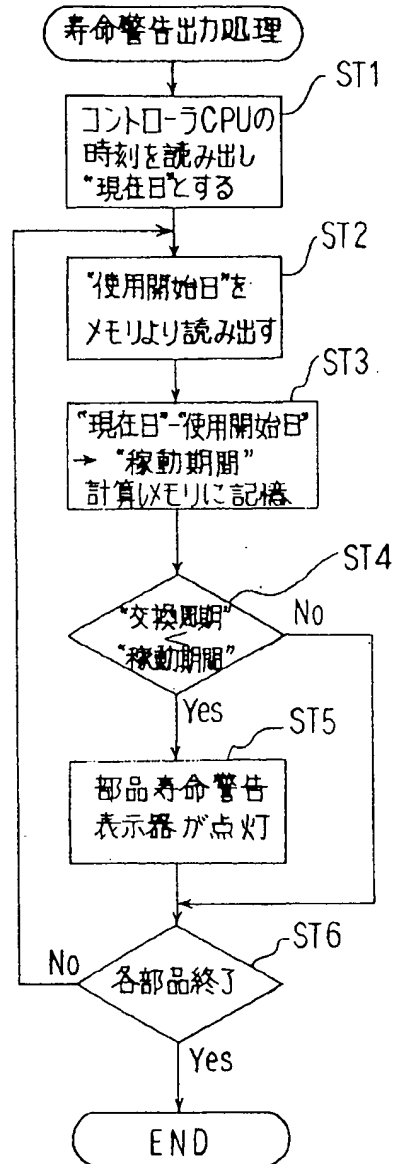 寿命警告出力処理
ST1
コントローラCPUの
時刻を読み出し
“現在日”とする
ST2
“使用開始日”を
メモリより読み出す
ST3
“現在日”-“使用開始日”
→ “稼動期間”
計算しメモリに記憶
ST4
“交換周期”
<
“稼動期間”
No
Yes
ST5
部品寿命警告
表示器が点灯
ST6
No
各部品終了
Yes
END